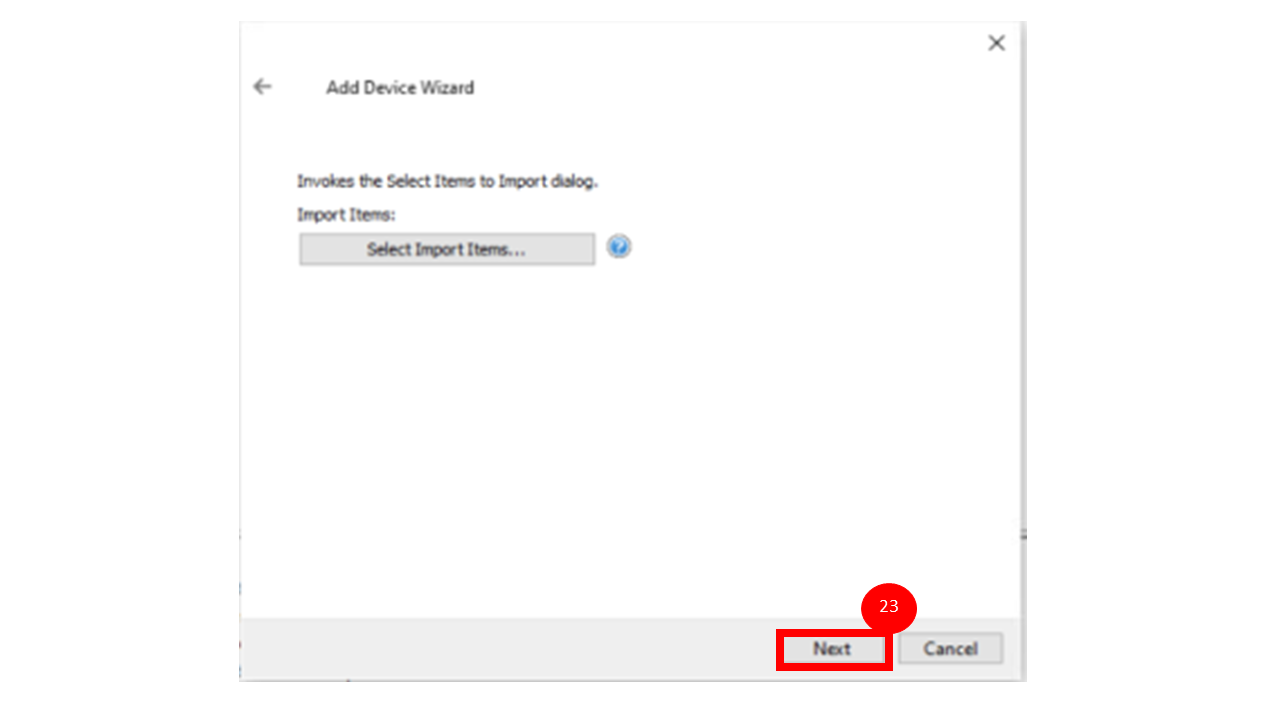 Add Device Wizard
Invokes the Select Items to Import dialog.
Import Items:
Select Import Items...
?
23
Next
Cancel